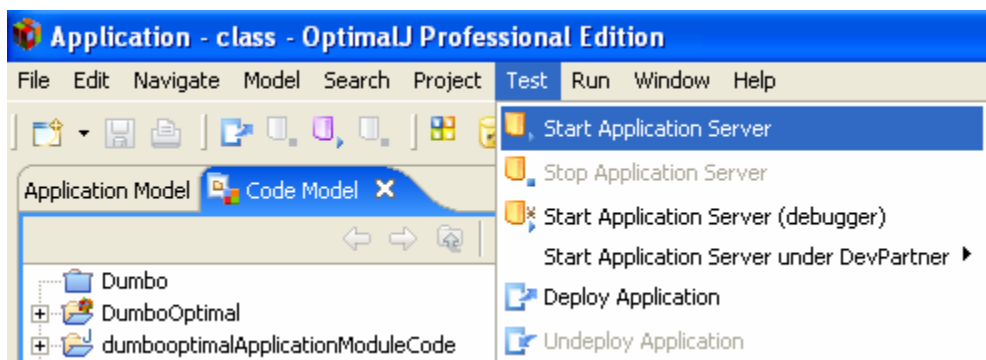 Application - class - OptimalJ Professional Edition
File Edit Navigate Model Search Project Test Run Window Help
Start Application Server
Stop Application Server
Start Application Server (debugger)
Start Application Server under DevPartner
Deploy Application
Undeploy Application
Application Model Code Model
Dumbo
DumboOptimal
dumbooptimalApplicationModuleCode